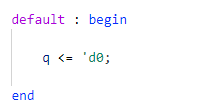 default : begin
q <= 'd0;
end